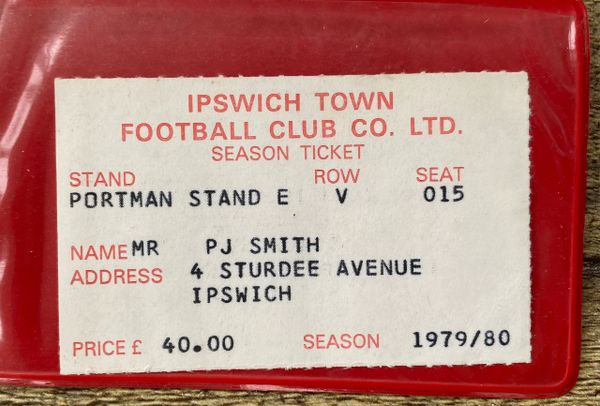 IPSWICH TOWN
FOOTBALL CLUB CO. LTD.
SEASON TICKET
STAND ROW SEAT
PORTMAN STAND E V 015
NAME MR PJ SMITH
ADDRESS 4 STURDEE AVENUE
IPSWICH
PRICE £ 40.00 SEASON 1979/80